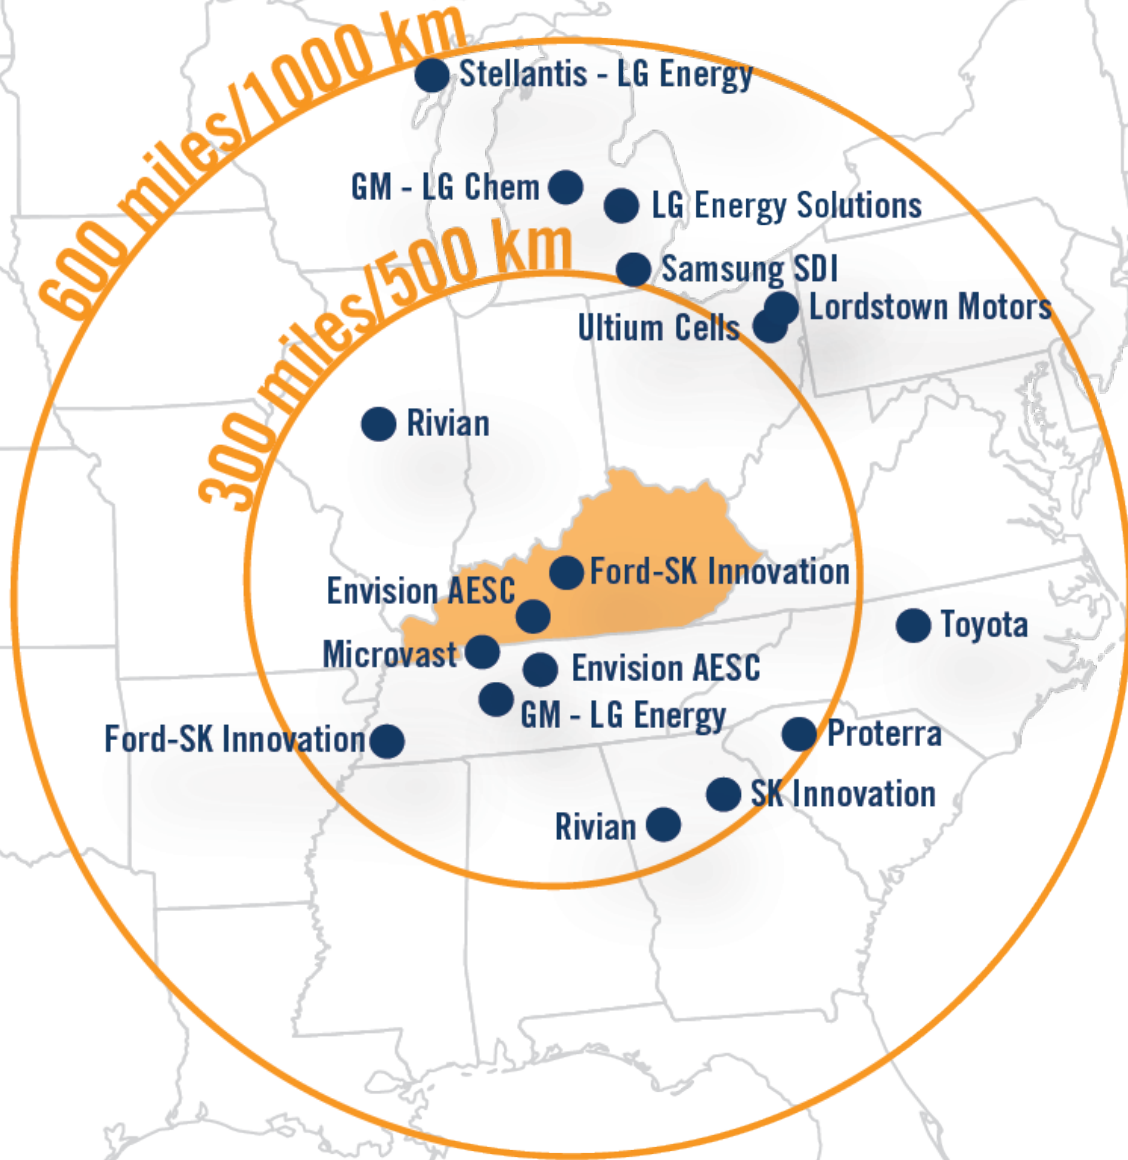 600 miles/1000 km
Stellantis - LG Energy
GM - LG Chem
LG Energy Solutions
300 miles/500 km
Samsung SDI
Lordstown Motors
Ultium Cells
Rivian
Ford-SK Innovation
Envision AESC
Toyota
Microvast
Envision AESC
GM - LG Energy
Ford-SK Innovation
Proterra
SK Innovation
Rivian